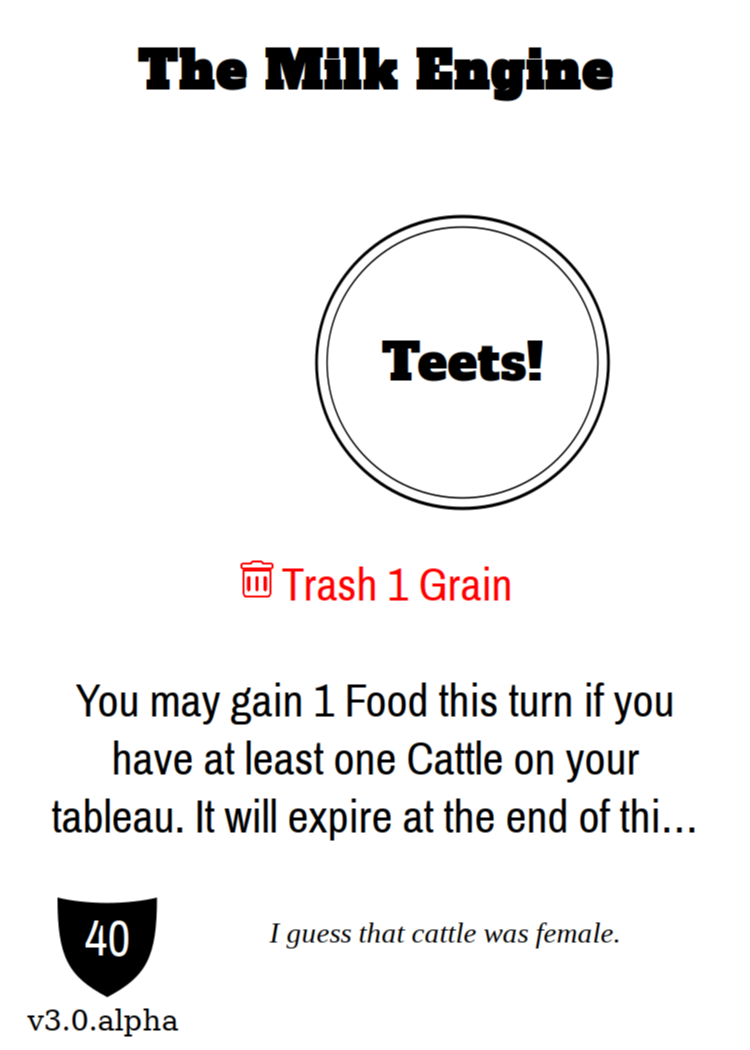 The Milk Engine
Teets!
Trash 1 Grain
You may gain 1 Food this turn if you
have at least one Cattle on your
tableau. It will expire at the end of thi…
40
I guess that cattle was female.
v3.0.alpha